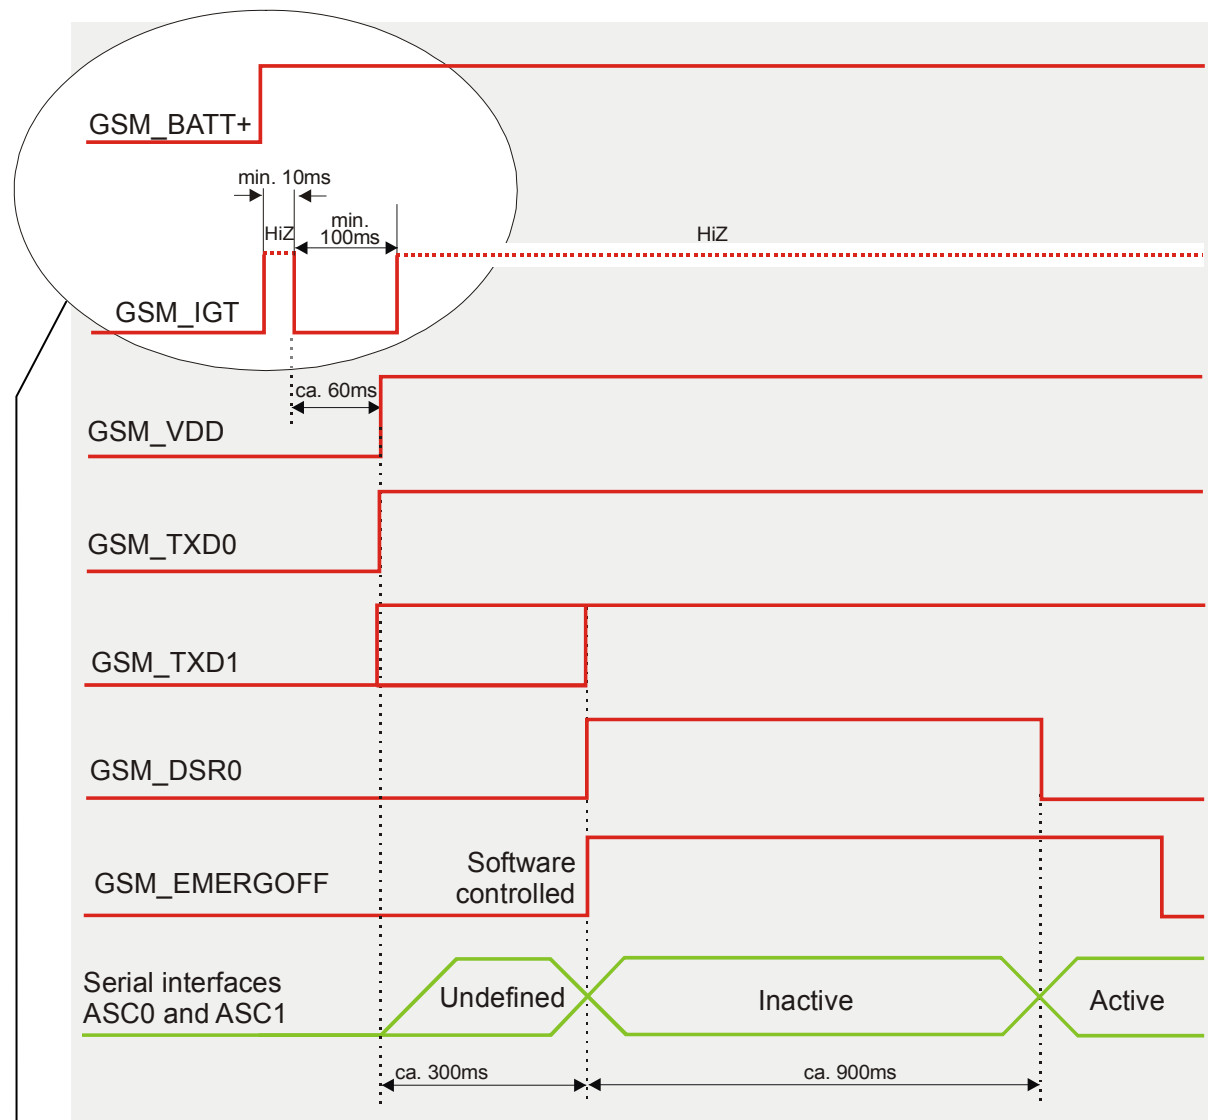 GSM_BATT+
min. 10ms
HiZ
min.
100ms
HiZ
GSM_IGT
ca. 60ms
GSM_VDD
GSM_TXD0
GSM_TXD1
GSM_DSR0
GSM_EMERGOFF
Software
controlled
Serial interfaces
ASC0 and ASC1
Undefined
Inactive
Active
ca. 300ms
ca. 900ms